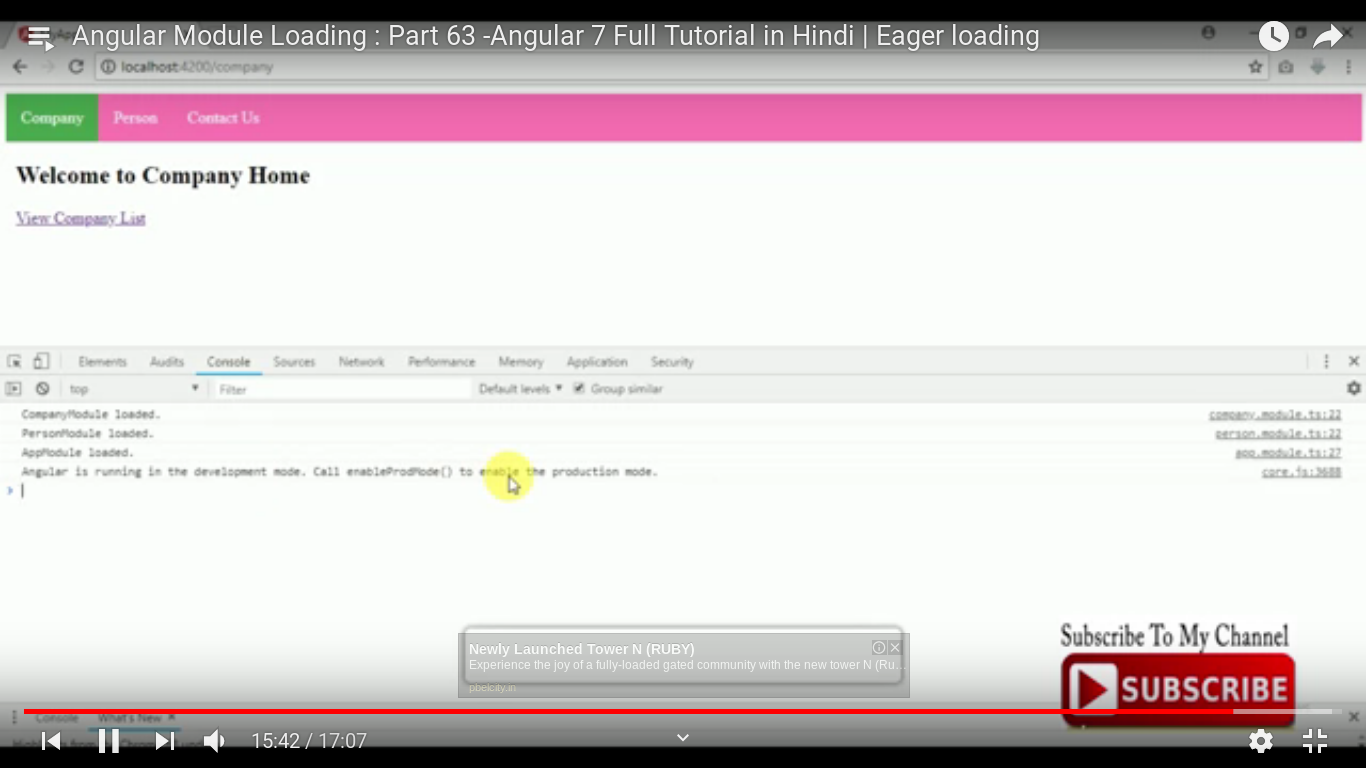 Angular Module Loading : Part 63 -Angular 7 Full Tutorial in Hindi | Eager loading
localhost:4200/company
Company Person Contact Us
Welcome to Company Home
View Company List
Elements Audits Console Sources Network Performance Memory Application Security
top Filter Default levels Group similar
CompanyModule loaded. company.module.ts:22
PersonModule loaded. person.module.ts:22
AppModule loaded. app.module.ts:27
Angular is running in the development mode. Call enableProdMode() to enable the production mode. core.js:3688
Subscribe To My Channel
SUBSCRIBE
Newly Launched Tower N (RUBY)
Experience the joy of a fully-loaded gated community with the new tower N (Ru...
pbelcity.in
Console What's New
15:42 / 17:07